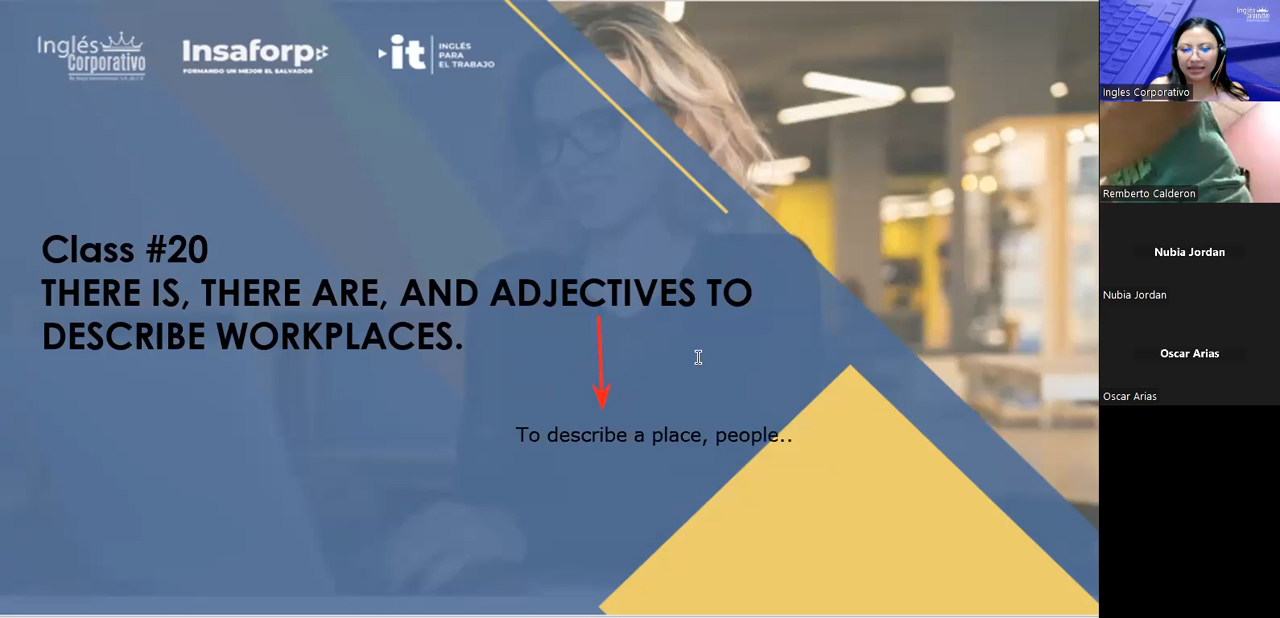 Inglés
Corporativo
Insaforp
FORMANDO UN MEJOR EL SALVADOR
it
INGLÉS
PARA
EL TRABAJO
Class #20
THERE IS, THERE ARE, AND ADJECTIVES TO
DESCRIBE WORKPLACES.
To describe a place, people..
Ingles Corporativo
Remberto Calderon
Nubia Jordan
Nubia Jordan
Oscar Arias
Oscar Arias